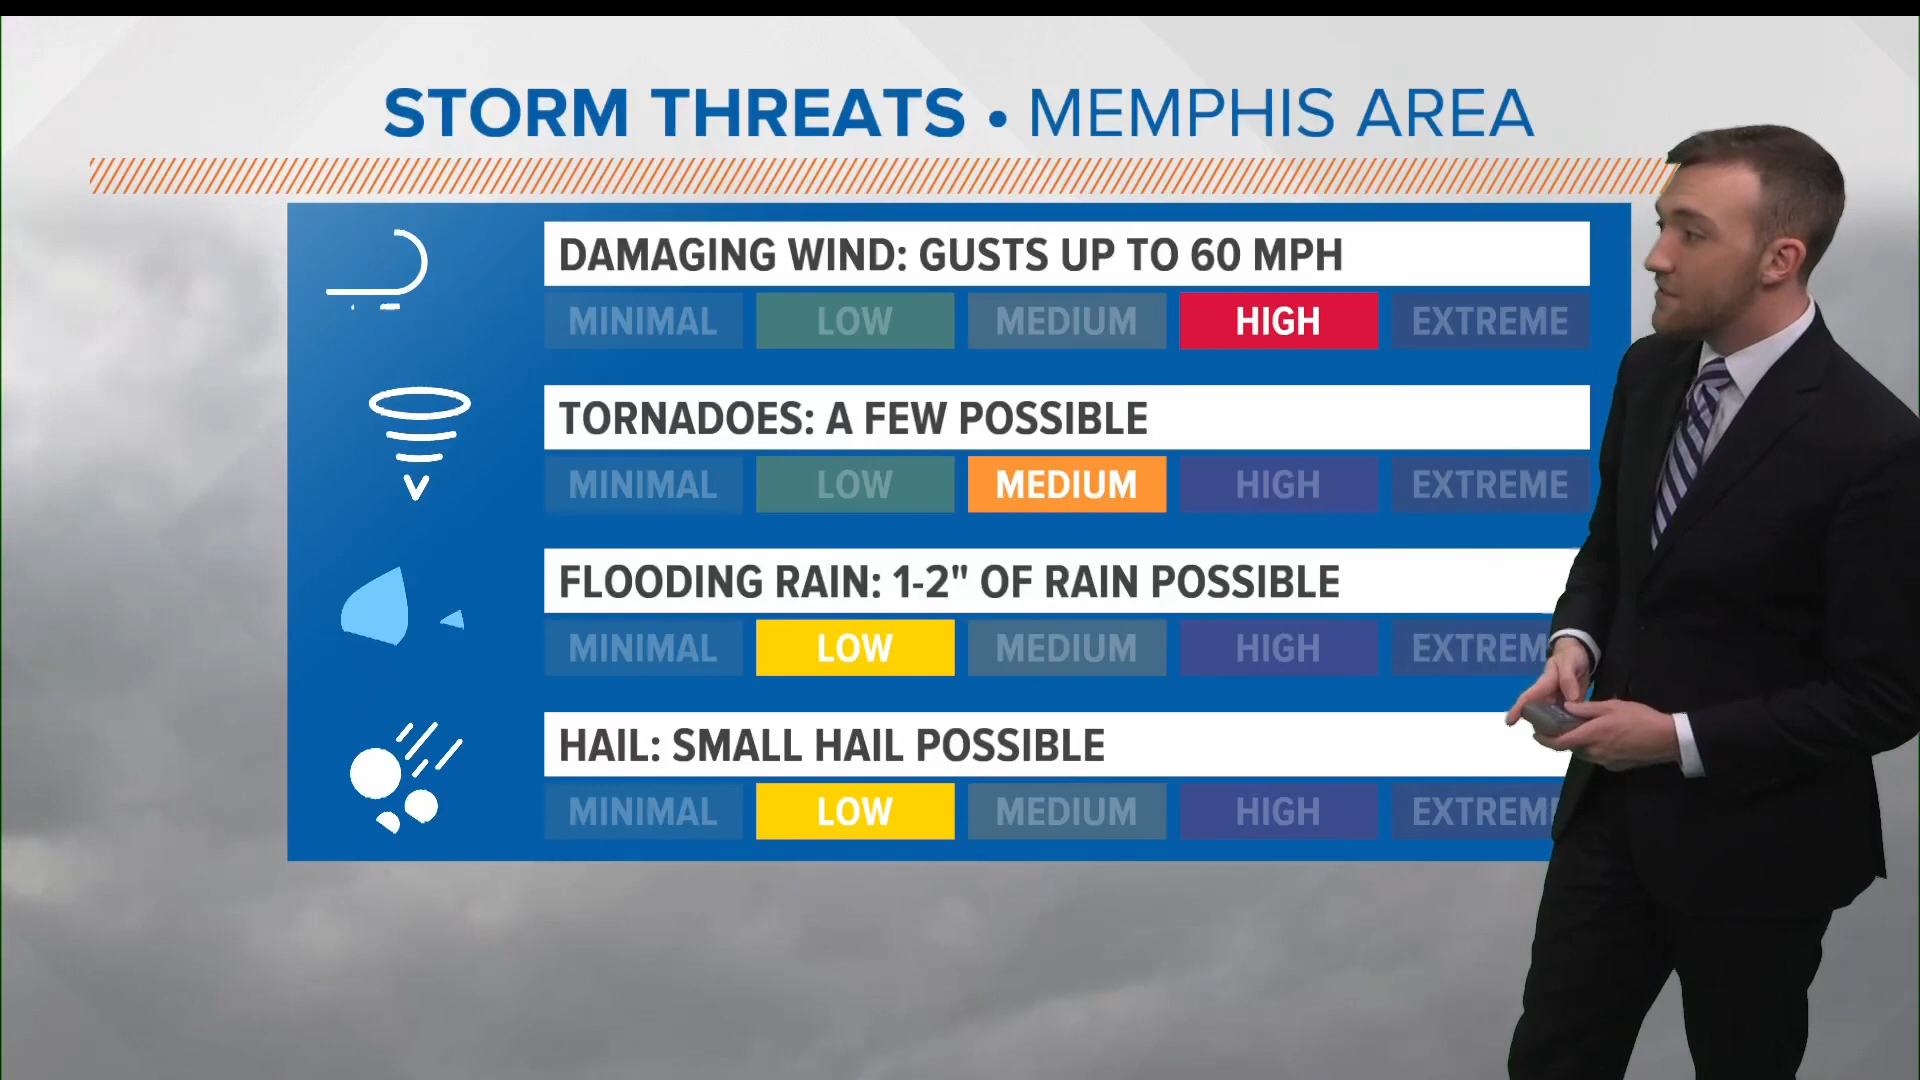 STORM THREATS • MEMPHIS AREA
DAMAGING WIND: GUSTS UP TO 60 MPH
MINIMAL LOW MEDIUM HIGH EXTREME
TORNADOES: A FEW POSSIBLE
MINIMAL LOW MEDIUM HIGH EXTREME
FLOODING RAIN: 1-2" OF RAIN POSSIBLE
MINIMAL LOW MEDIUM HIGH EXTREM
HAIL: SMALL HAIL POSSIBLE
MINIMAL LOW MEDIUM HIGH EXTREM